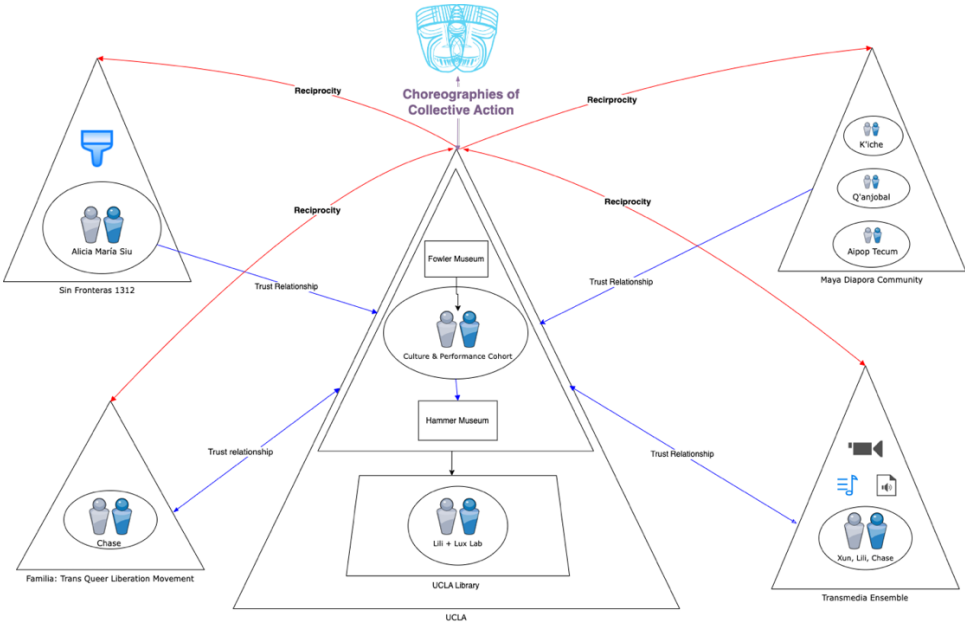 Choreographies of
Collective Action
Reciprocity
Recirprocity
K'iche
Q'anjobal
Aipop Tecum
Maya Diapora Community
Alicia María Siu
Sin Fronteras 1312
Reciprocity
Reciprocity
Trust Relationship
Trust Relationship
Fowler Museum
Culture & Performance Cohort
Hammer Museum
Trust relationship
Trust Relationship
Chase
Familia: Trans Queer Liberation Movement
Lili + Lux Lab
UCLA Library
UCLA
Xun, Lili, Chase
Transmedia Ensemble